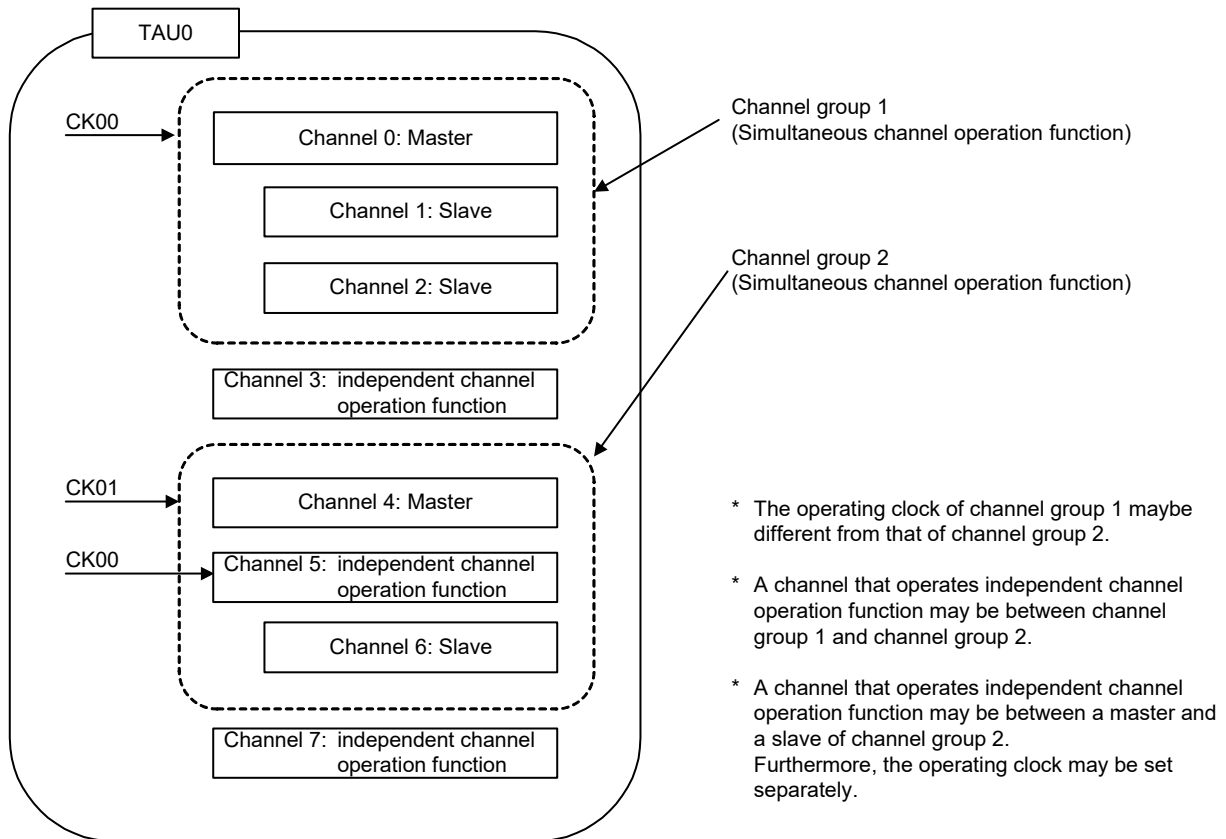 TAU0
CK00
Channel 0: Master
Channel 1: Slave
Channel 2: Slave
Channel group 1
(Simultaneous channel operation function)
Channel group 2
(Simultaneous channel operation function)
Channel 3: independent channel
operation function
CK01
Channel 4: Master
CK00
Channel 5: independent channel
operation function
Channel 6: Slave
Channel 7: independent channel
operation function
* The operating clock of channel group 1 maybe
different from that of channel group 2.
* A channel that operates independent channel
operation function may be between channel
group 1 and channel group 2.
* A channel that operates independent channel
operation function may be between a master and
a slave of channel group 2.
Furthermore, the operating clock may be set
separately.